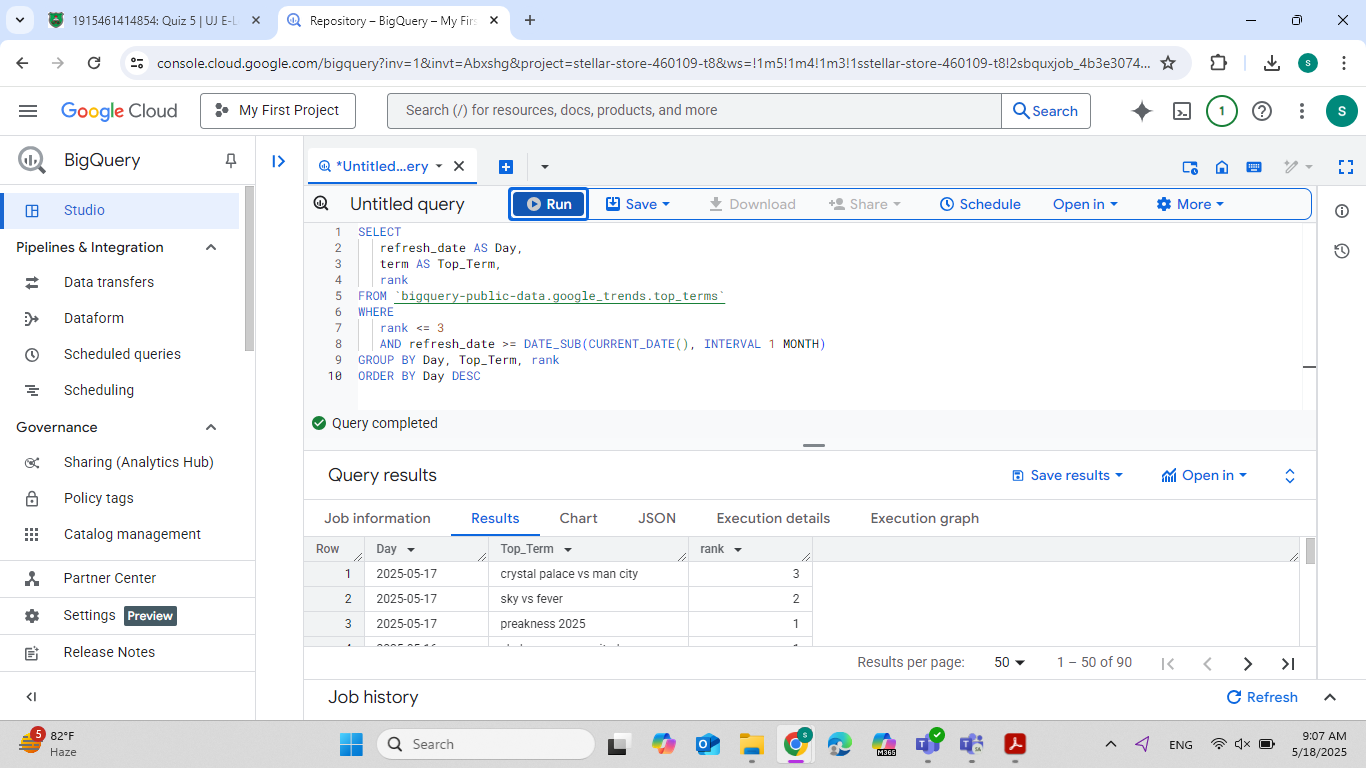 1915461414854: Quiz 5 | UJ E-L
Repository – BigQuery – My Firs
console.cloud.google.com/bigquery?inv=1&invt=Abxshg&project=stellar-store-460109-t8&ws=!1m5!1m4!1m3!1sstellar-store-460109-t8!2sbquxjob_4b3e3074...
S
Google Cloud
My First Project
Search (/) for resources, docs, products, and more
Search
1
S
BigQuery
Studio
Pipelines & Integration
Data transfers
Dataform
Scheduled queries
Scheduling
Governance
Sharing (Analytics Hub)
Policy tags
Catalog management
Partner Center
Settings Preview
Release Notes
*Untitled...ery
Untitled query
Run
Save
Download
Share
Schedule
Open in
More
1 SELECT
2 refresh_date AS Day,
3 term AS Top_Term,
4 rank
5 FROM `bigquery-public-data.google_trends.top_terms`
6 WHERE
7 rank <= 3
8 AND refresh_date >= DATE_SUB(CURRENT_DATE(), INTERVAL 1 MONTH)
9 GROUP BY Day, Top_Term, rank
10 ORDER BY Day DESC
Query completed
Query results
Save results
Open in
Job information
Results
Chart
JSON
Execution details
Execution graph
Row Day Top_Term rank
1 2025-05-17 crystal palace vs man city 3
2 2025-05-17 sky vs fever 2
3 2025-05-17 preakness 2025 1
Results per page: 50 1 – 50 of 90
Job history
Refresh
5
82°F
Haze
Search
S
M365
ENG
9:07 AM
5/18/2025